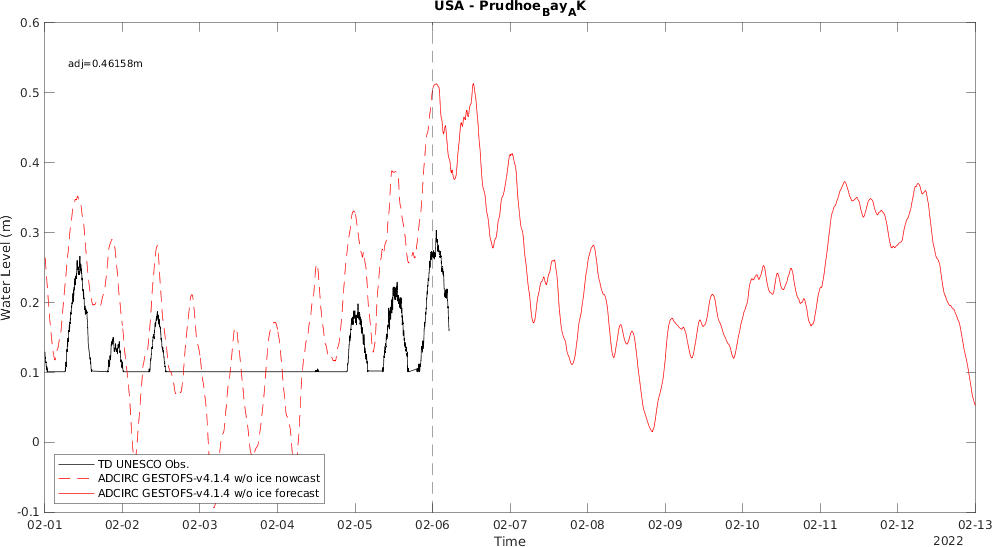 USA - Prudhoe_Bay_AK
0.6
adj=0.46158m
0.5
0.4
0.3
Water Level (m)
0.2
0.1
0
TD UNESCO Obs.
ADCIRC GESTOFS-v4.1.4 w/o ice nowcast
ADCIRC GESTOFS-v4.1.4 w/o ice forecast
-0.1
02-01 02-02 02-03 02-04 02-05 02-06 02-07 02-08 02-09 02-10 02-11 02-12 02-13
Time
2022